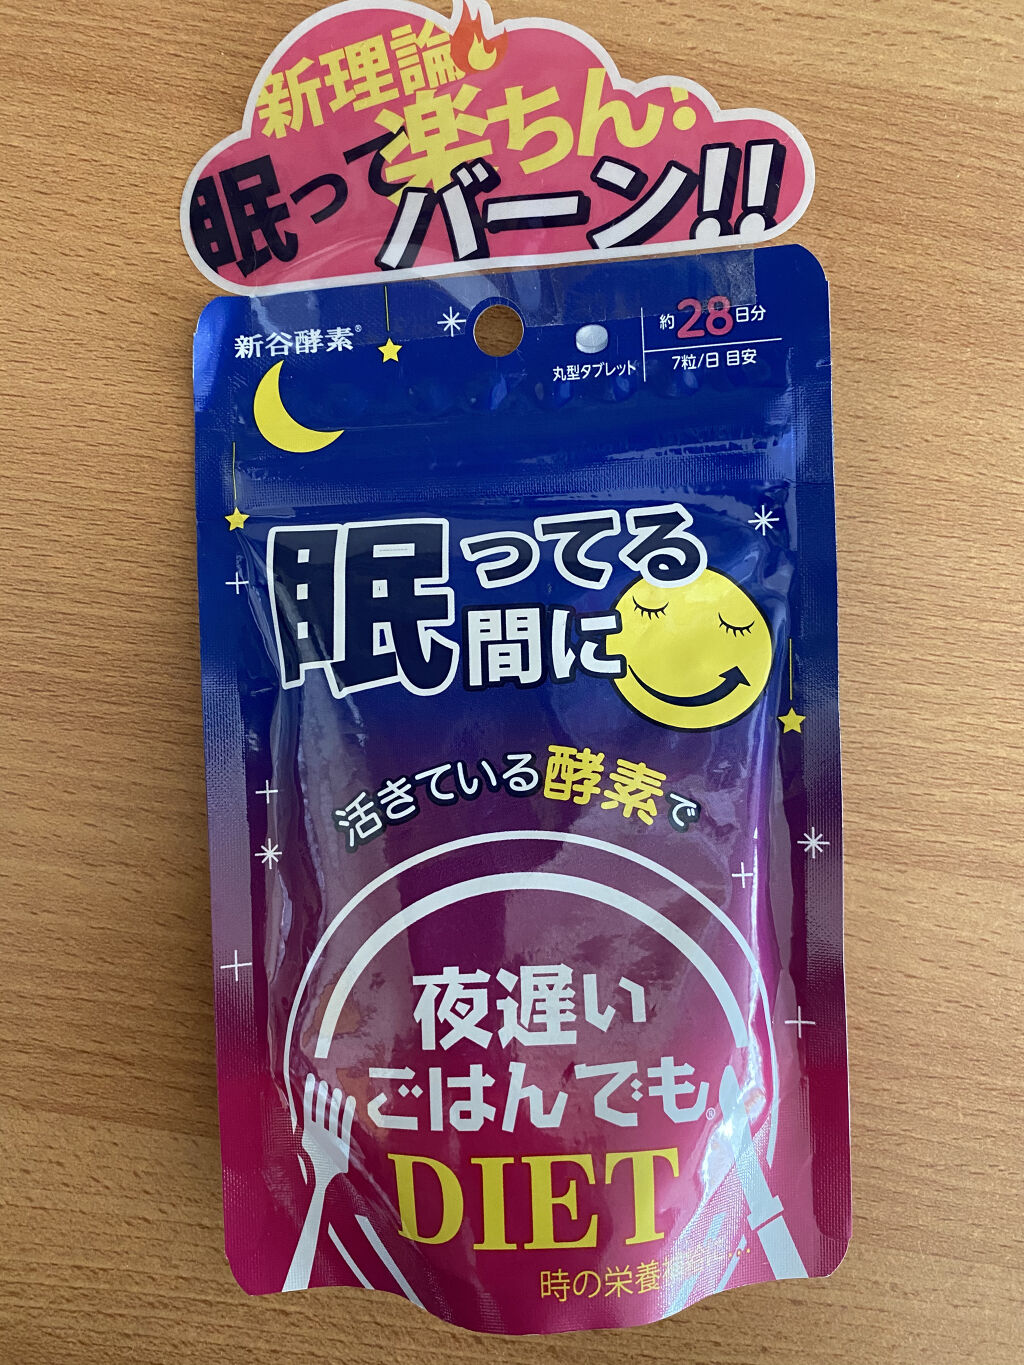 新理論
眠って楽ちん!
バーン!!
新谷酵素®
丸型タブレット
約28日分
7粒/日 目安
眠ってる
間に
活きている酵素で
夜遅い
ごはんでも®
DIET
時の栄養